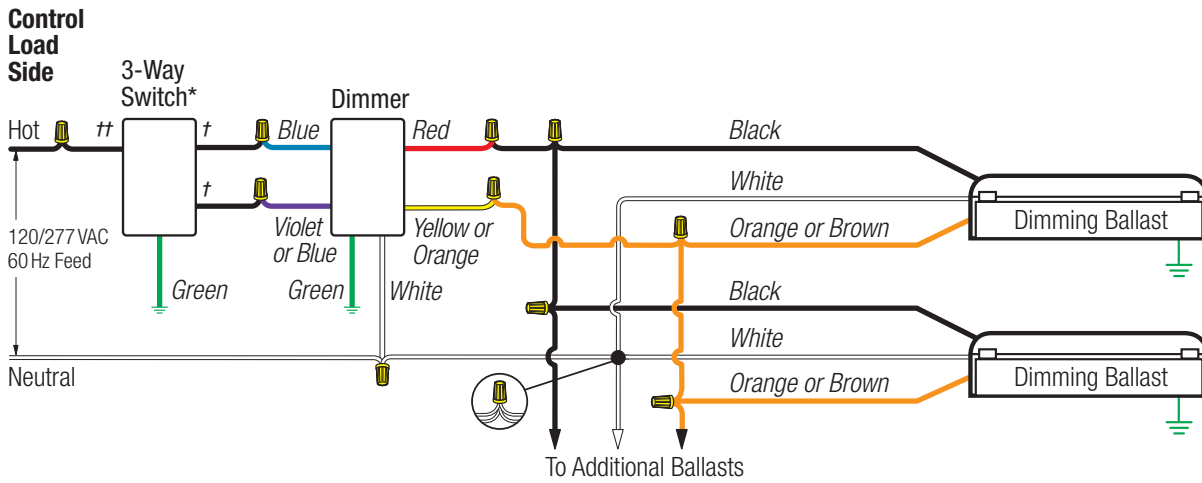 Control
Load
Side
3-Way
Switch*
Dimmer
Hot
††
†
Blue
Red
Black
White
†
Violet
or Blue
Yellow or
Orange
Orange or Brown
Dimming Ballast
120/277 VAC
60 Hz Feed
Green
Green
White
Black
White
Neutral
Orange or Brown
Dimming Ballast
To Additional Ballasts